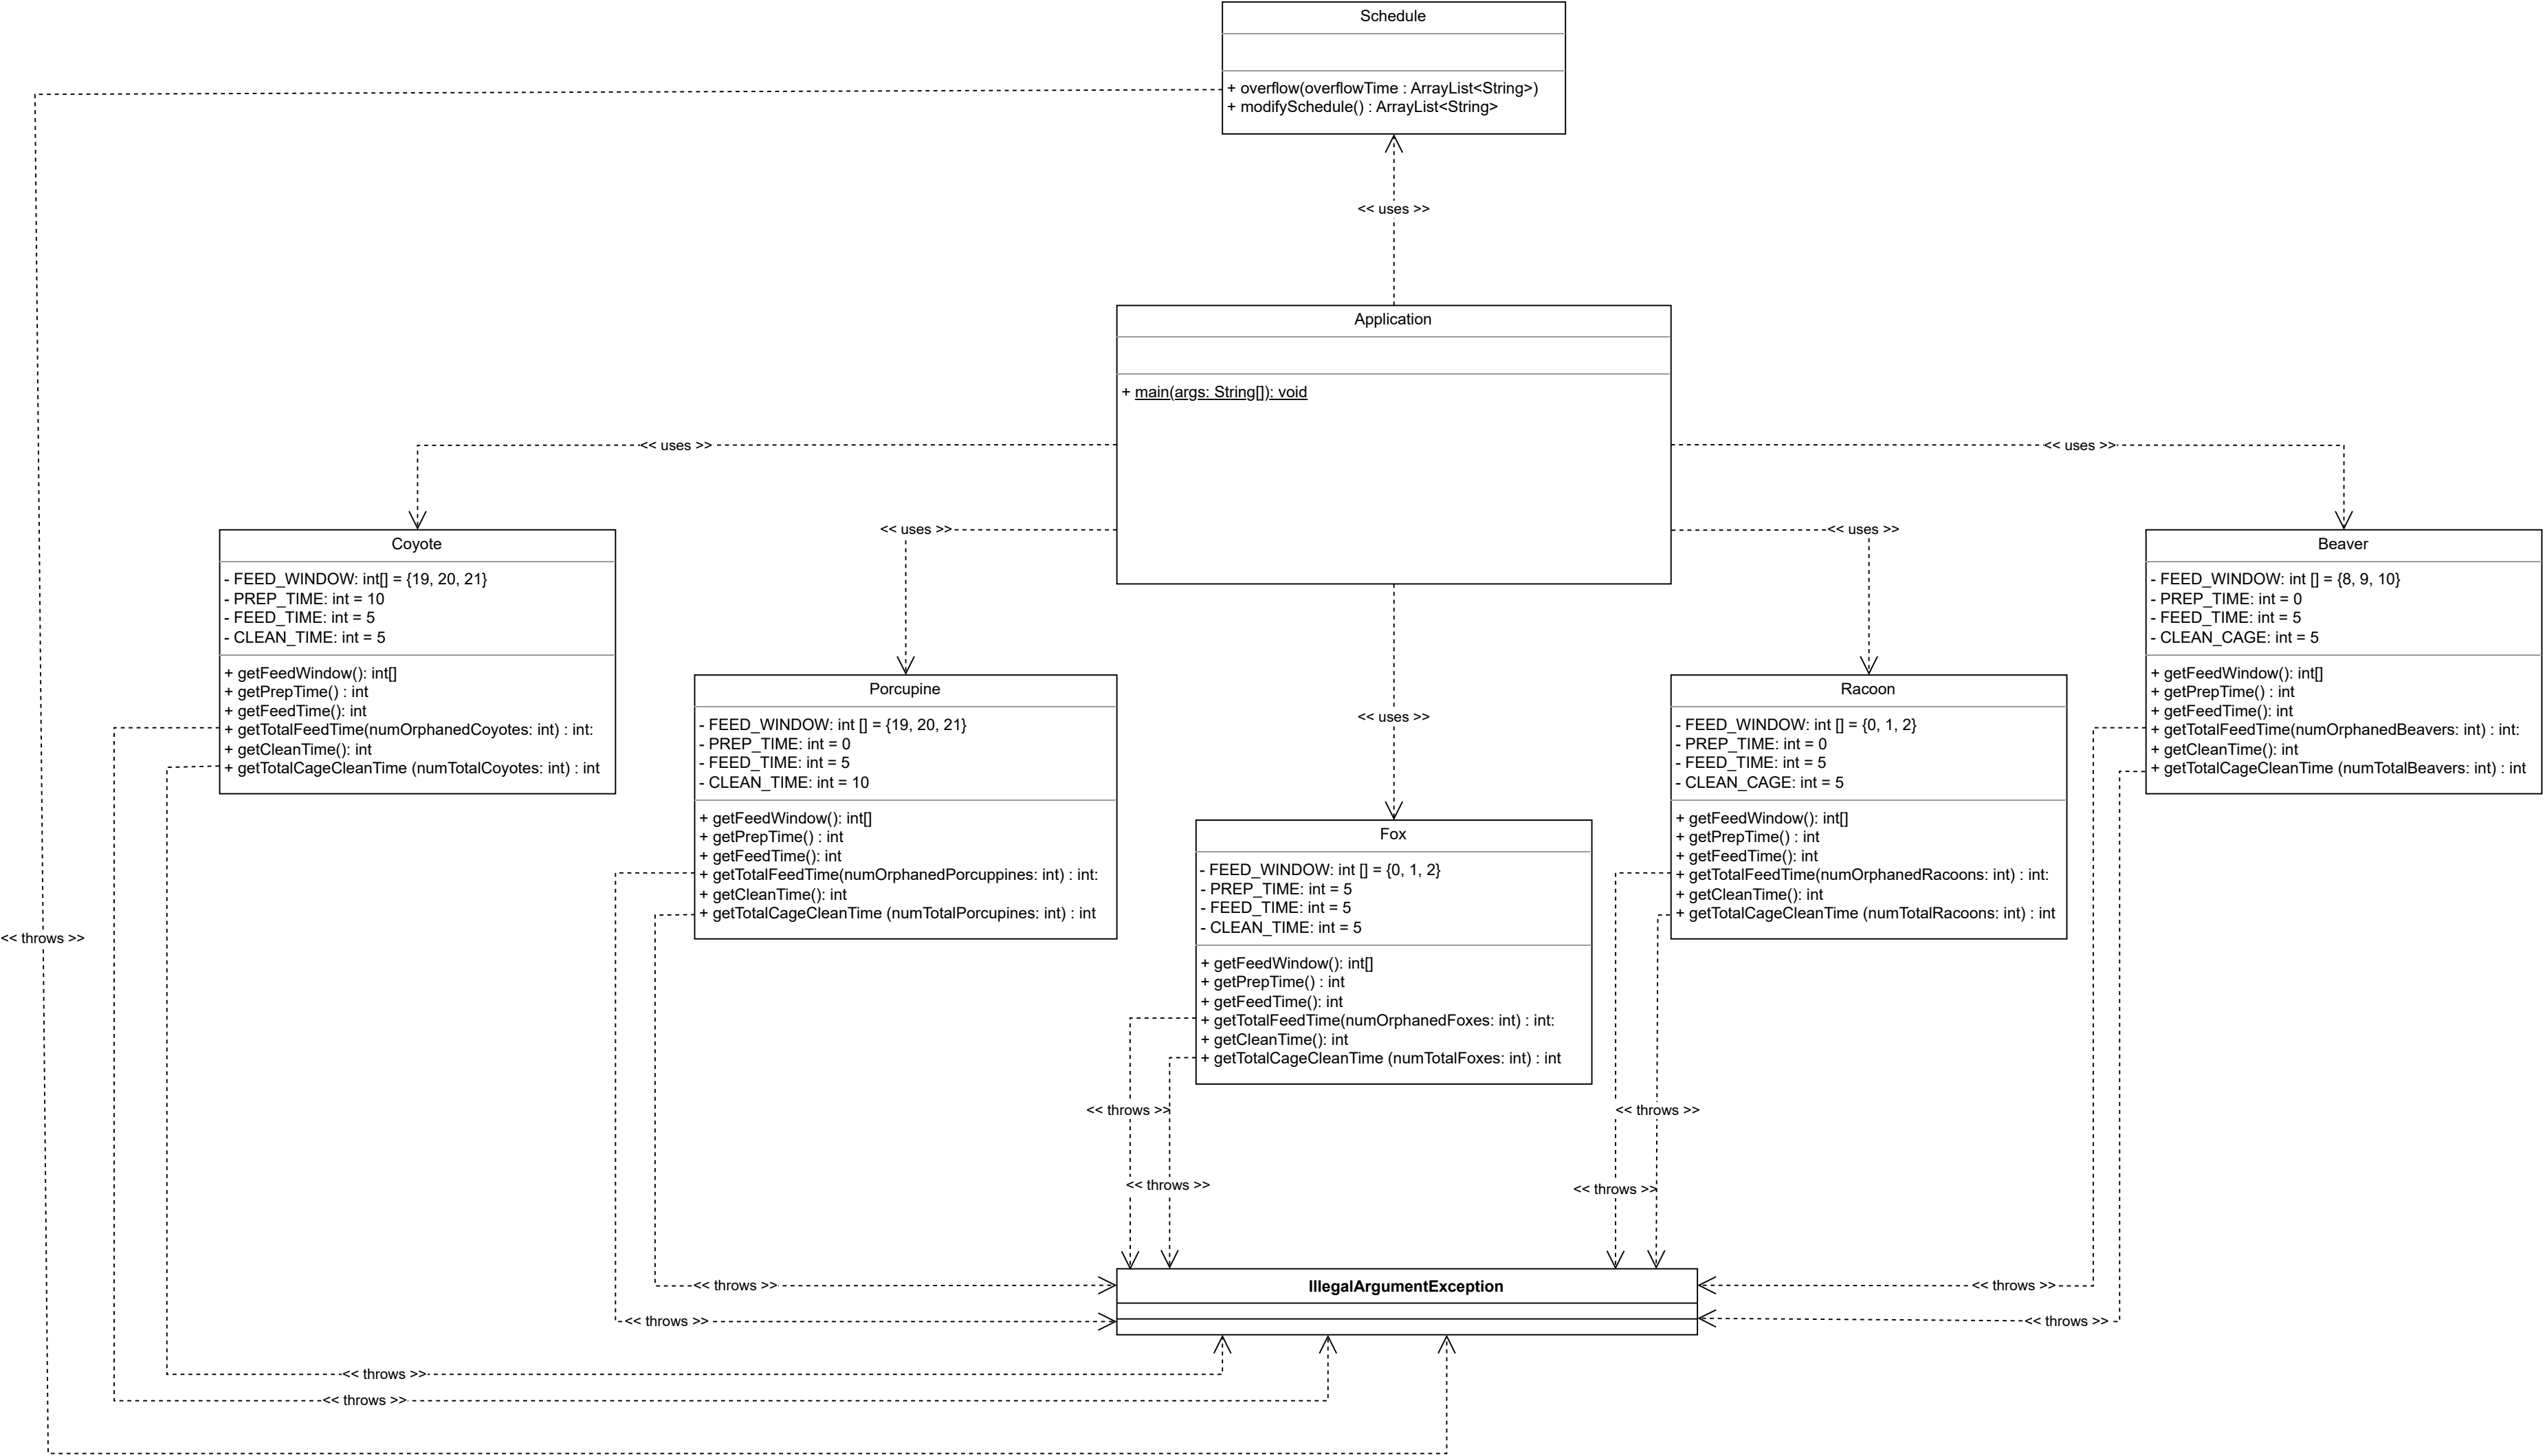 Schedule
+ overflow(overflowTime : ArrayList<String>)
+ modifySchedule() : ArrayList<String>
<< uses >>
Application
+ main(args: String[]): void
<< uses >>
<< uses >>
<< uses >>
<< uses >>
Coyote
- FEED_WINDOW: int[] = {19, 20, 21}
- PREP_TIME: int = 10
- FEED_TIME: int = 5
- CLEAN_TIME: int = 5
+ getFeedWindow(): int[]
+ getPrepTime() : int
+ getFeedTime(): int
+ getTotalFeedTime(numOrphanedCoyotes: int) : int:
+ getCleanTime(): int
+ getTotalCageCleanTime (numTotalCoyotes: int) : int
Beaver
- FEED_WINDOW: int [] = {8, 9, 10}
- PREP_TIME: int = 0
- FEED_TIME: int = 5
- CLEAN_CAGE: int = 5
+ getFeedWindow(): int[]
+ getPrepTime() : int
+ getFeedTime(): int
+ getTotalFeedTime(numOrphanedBeavers: int) : int:
+ getCleanTime(): int
+ getTotalCageCleanTime (numTotalBeavers: int) : int
Porcupine
- FEED_WINDOW: int [] = {19, 20, 21}
- PREP_TIME: int = 0
- FEED_TIME: int = 5
- CLEAN_TIME: int = 10
+ getFeedWindow(): int[]
+ getPrepTime() : int
+ getFeedTime(): int
+ getTotalFeedTime(numOrphanedPorcuppines: int) : int:
+ getCleanTime(): int
+ getTotalCageCleanTime (numTotalPorcupines: int) : int
<< uses >>
Racoon
- FEED_WINDOW: int [] = {0, 1, 2}
- PREP_TIME: int = 0
- FEED_TIME: int = 5
- CLEAN_CAGE: int = 5
+ getFeedWindow(): int[]
+ getPrepTime() : int
+ getFeedTime(): int
+ getTotalFeedTime(numOrphanedRacoons: int) : int:
+ getCleanTime(): int
+ getTotalCageCleanTime (numTotalRacoons: int) : int
Fox
- FEED_WINDOW: int [] = {0, 1, 2}
- PREP_TIME: int = 5
- FEED_TIME: int = 5
- CLEAN_TIME: int = 5
+ getFeedWindow(): int[]
+ getPrepTime() : int
+ getFeedTime(): int
+ getTotalFeedTime(numOrphanedFoxes: int) : int:
+ getCleanTime(): int
+ getTotalCageCleanTime (numTotalFoxes: int) : int
<< throws >>
<< throws >>
<< throws >>
<< throws >>
<< throws >>
<< throws >>
IllegalArgumentException
<< throws >>
<< throws >>
<< throws >>
<< throws >>
<< throws >>